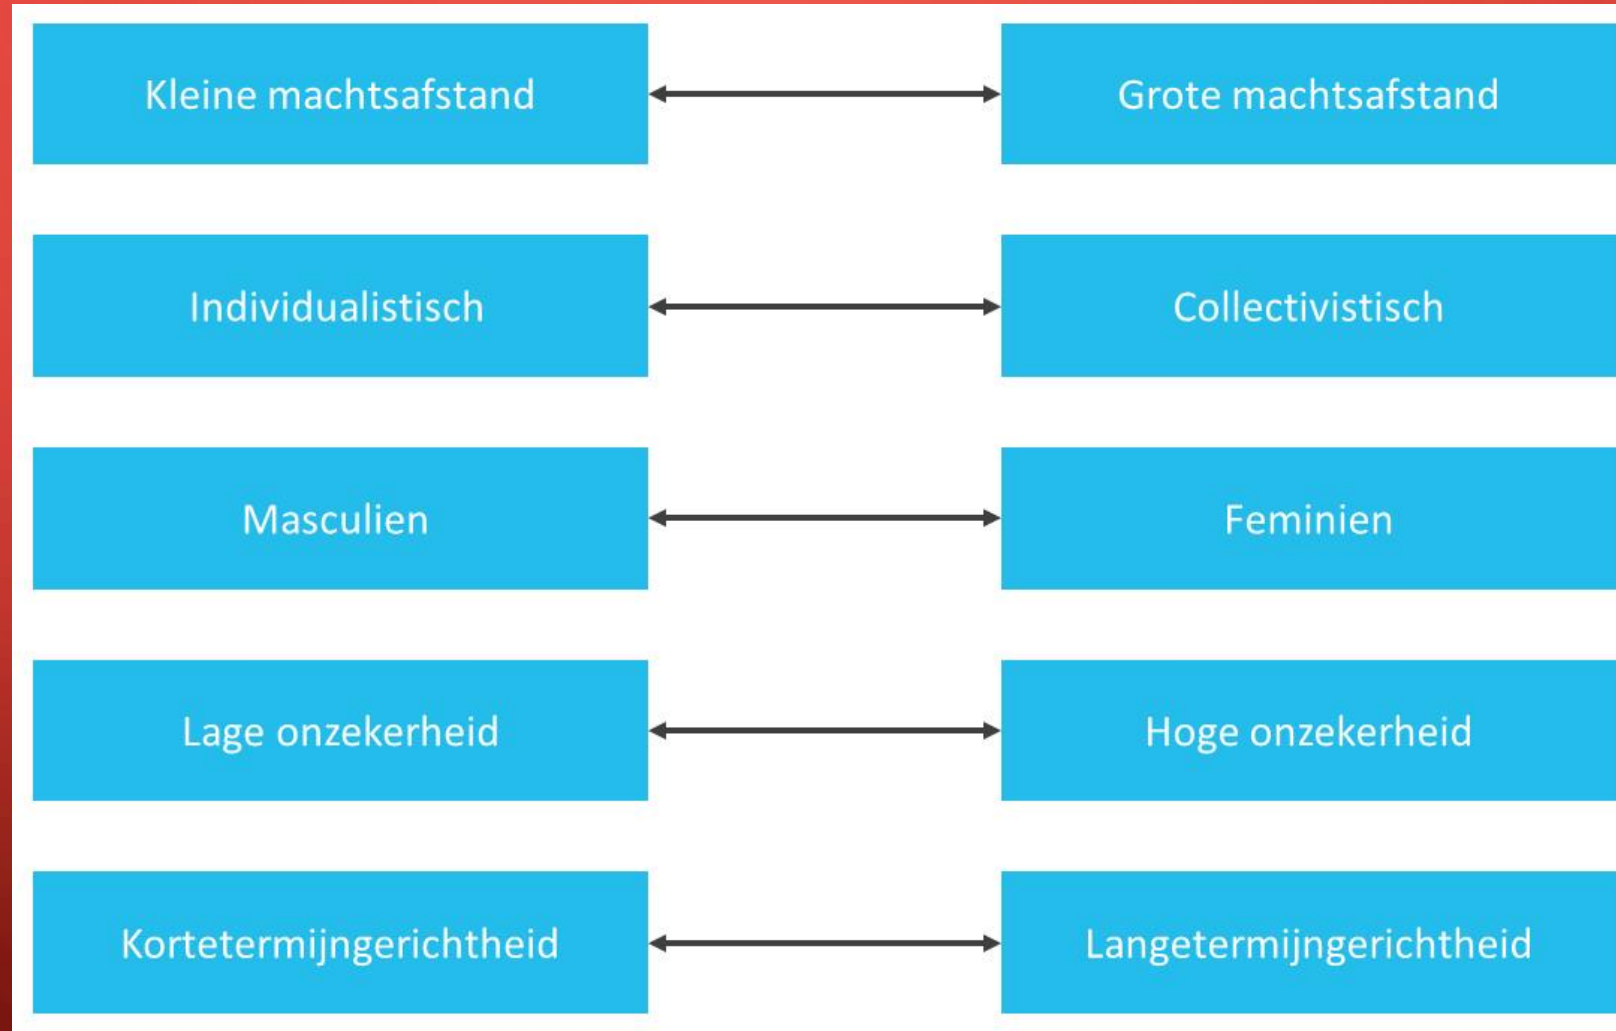 Kleine machtsafstand
Grote machtsafstand
Individualistisch
Collectivistisch
Masculien
Feminien
Lage onzekerheid
Hoge onzekerheid
Kortetermijngerichtheid
Langetermijngerichtheid